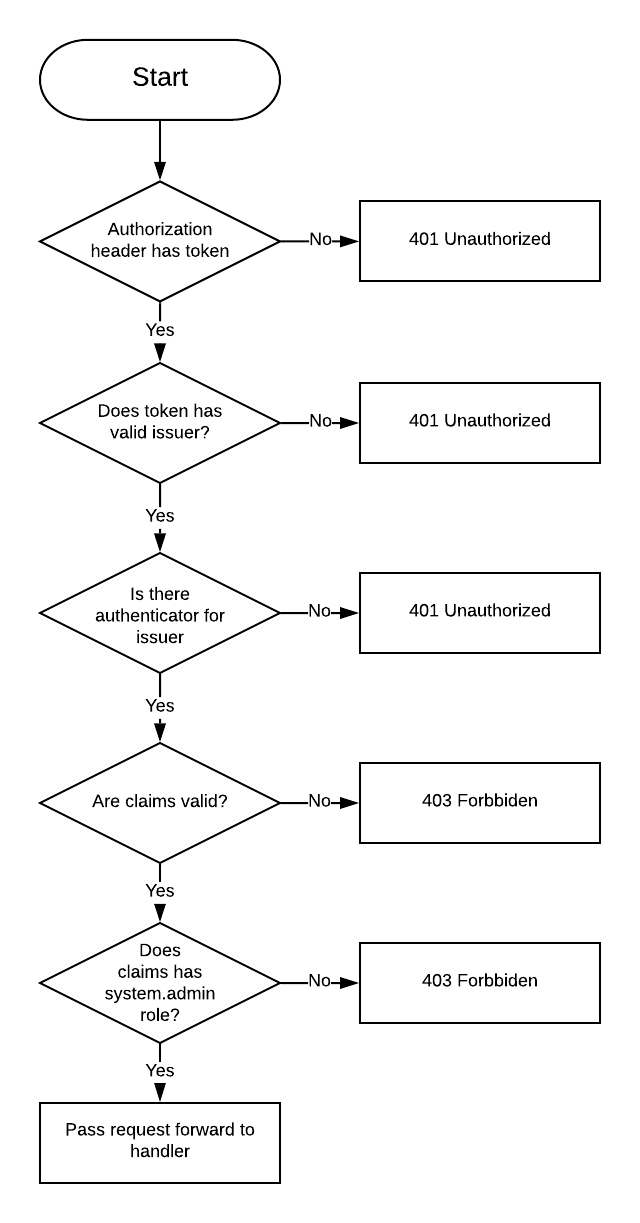 Start
Authorization
header has token
No
401 Unauthorized
Yes
Does token has
valid issuer?
No
401 Unauthorized
Yes
Is there
authenticator for
issuer
No
401 Unauthorized
Yes
Are claims valid?
No
403 Forbbiden
Yes
Does
claims has
system.admin
role?
No
403 Forbbiden
Yes
Pass request forward to
handler